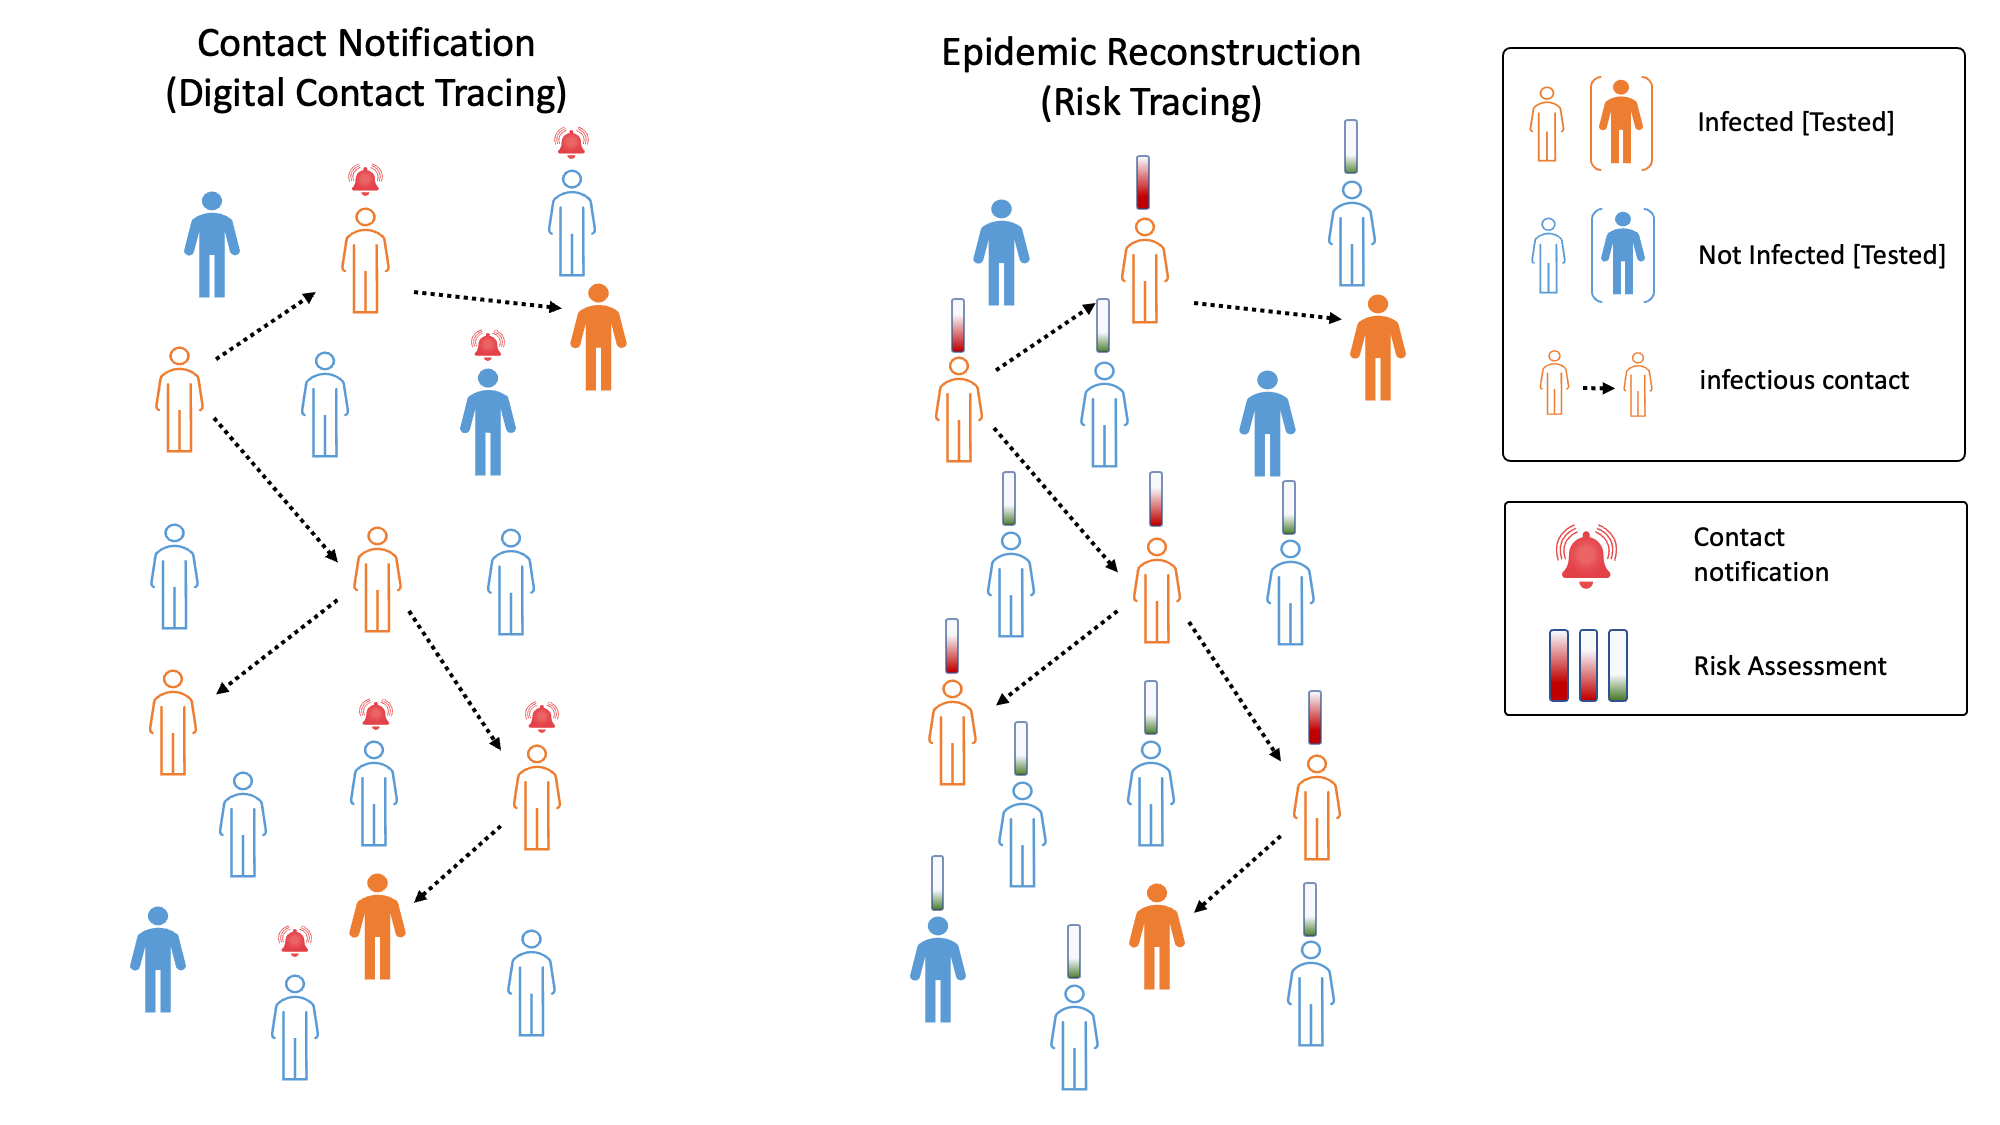 Contact Notification
(Digital Contact Tracing)
Epidemic Reconstruction
(Risk Tracing)
Infected [Tested]
Not Infected [Tested]
infectious contact
Contact
notification
Risk Assessment